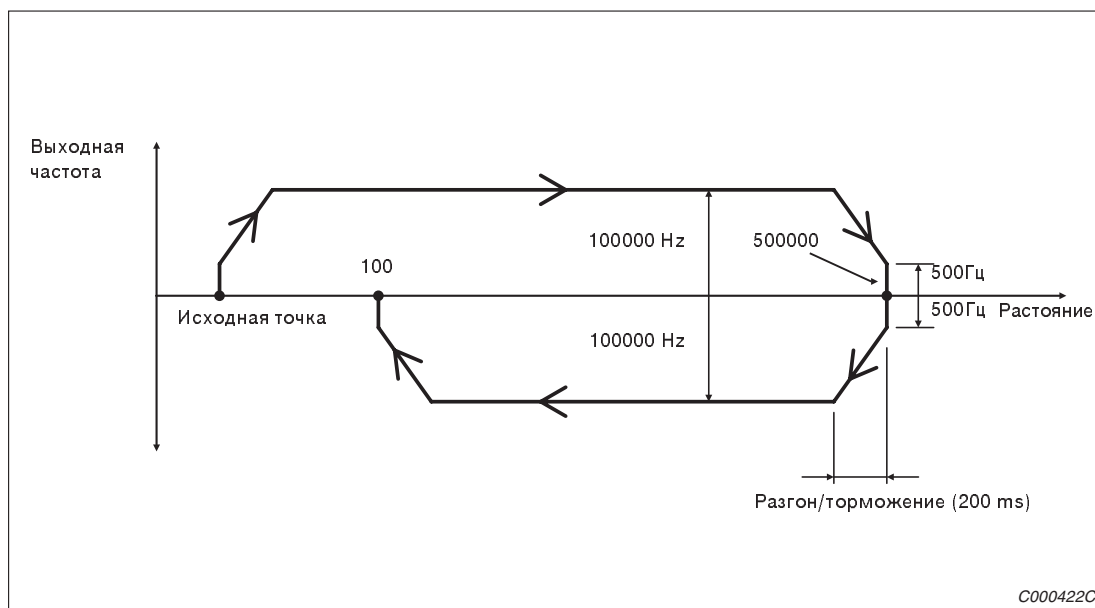 Выходная
частота
100000 Hz
500000
100
500Гц
Исходная точка
500Гц
Растояние
100000 Hz
Разгон/торможение (200 ms)
C000422C